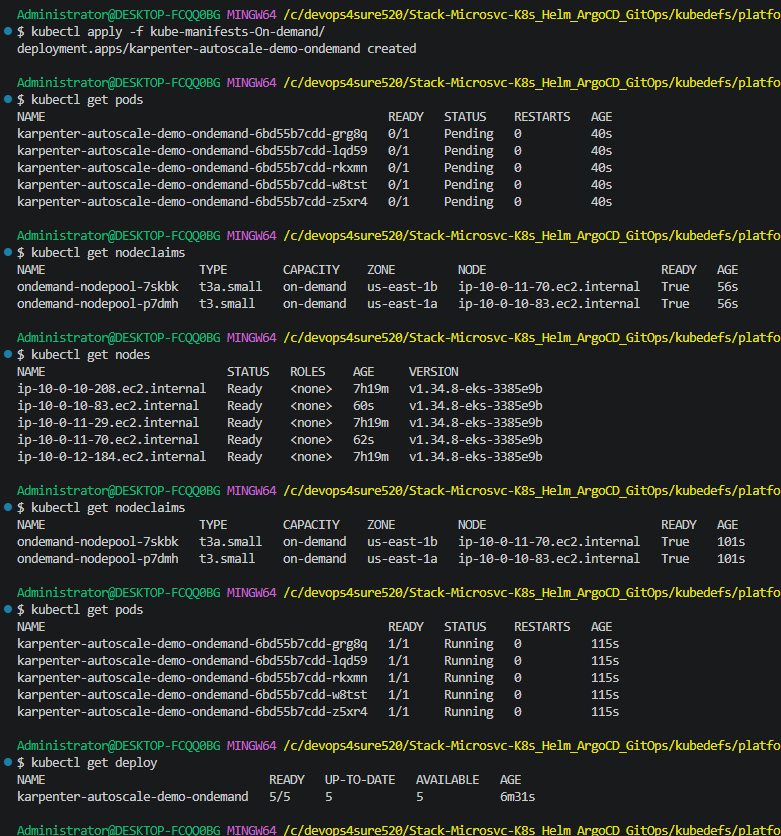 Administrator@DESKTOP-FCQQ0BG MINGW64 /c/devops4sure520/Stack-Microsvc-K8s_Helm_ArgoCD_GitOps/kubedefs/platfo
$ kubectl apply -f kube-manifests-On-demand/
deployment.apps/karpenter-autoscale-demo-ondemand created
Administrator@DESKTOP-FCQQ0BG MINGW64 /c/devops4sure520/Stack-Microsvc-K8s_Helm_ArgoCD_GitOps/kubedefs/platfo
$ kubectl get pods
NAME READY STATUS RESTARTS AGE
karpenter-autoscale-demo-ondemand-6bd55b7cdd-grg8q 0/1 Pending 0 40s
karpenter-autoscale-demo-ondemand-6bd55b7cdd-lqd59 0/1 Pending 0 40s
karpenter-autoscale-demo-ondemand-6bd55b7cdd-rkxmn 0/1 Pending 0 40s
karpenter-autoscale-demo-ondemand-6bd55b7cdd-w8tst 0/1 Pending 0 40s
karpenter-autoscale-demo-ondemand-6bd55b7cdd-z5xr4 0/1 Pending 0 40s
Administrator@DESKTOP-FCQQ0BG MINGW64 /c/devops4sure520/Stack-Microsvc-K8s_Helm_ArgoCD_GitOps/kubedefs/platfo
$ kubectl get nodeclaims
NAME TYPE CAPACITY ZONE NODE READY AGE
ondemand-nodepool-7skbk t3a.small on-demand us-east-1b ip-10-0-11-70.ec2.internal True 56s
ondemand-nodepool-p7dmh t3.small on-demand us-east-1a ip-10-0-10-83.ec2.internal True 56s
Administrator@DESKTOP-FCQQ0BG MINGW64 /c/devops4sure520/Stack-Microsvc-K8s_Helm_ArgoCD_GitOps/kubedefs/platfo
$ kubectl get nodes
NAME STATUS ROLES AGE VERSION
ip-10-0-10-208.ec2.internal Ready <none> 7h19m v1.34.8-eks-3385e9b
ip-10-0-10-83.ec2.internal Ready <none> 60s v1.34.8-eks-3385e9b
ip-10-0-11-29.ec2.internal Ready <none> 7h19m v1.34.8-eks-3385e9b
ip-10-0-11-70.ec2.internal Ready <none> 62s v1.34.8-eks-3385e9b
ip-10-0-12-184.ec2.internal Ready <none> 7h19m v1.34.8-eks-3385e9b
Administrator@DESKTOP-FCQQ0BG MINGW64 /c/devops4sure520/Stack-Microsvc-K8s_Helm_ArgoCD_GitOps/kubedefs/platfo
$ kubectl get nodeclaims
NAME TYPE CAPACITY ZONE NODE READY AGE
ondemand-nodepool-7skbk t3a.small on-demand us-east-1b ip-10-0-11-70.ec2.internal True 101s
ondemand-nodepool-p7dmh t3.small on-demand us-east-1a ip-10-0-10-83.ec2.internal True 101s
Administrator@DESKTOP-FCQQ0BG MINGW64 /c/devops4sure520/Stack-Microsvc-K8s_Helm_ArgoCD_GitOps/kubedefs/platfo
$ kubectl get pods
NAME READY STATUS RESTARTS AGE
karpenter-autoscale-demo-ondemand-6bd55b7cdd-grg8q 1/1 Running 0 115s
karpenter-autoscale-demo-ondemand-6bd55b7cdd-lqd59 1/1 Running 0 115s
karpenter-autoscale-demo-ondemand-6bd55b7cdd-rkxmn 1/1 Running 0 115s
karpenter-autoscale-demo-ondemand-6bd55b7cdd-w8tst 1/1 Running 0 115s
karpenter-autoscale-demo-ondemand-6bd55b7cdd-z5xr4 1/1 Running 0 115s
Administrator@DESKTOP-FCQQ0BG MINGW64 /c/devops4sure520/Stack-Microsvc-K8s_Helm_ArgoCD_GitOps/kubedefs/platfo
$ kubectl get deploy
NAME READY UP-TO-DATE AVAILABLE AGE
karpenter-autoscale-demo-ondemand 5/5 5 5 6m31s
Administrator@DESKTOP-FCQQ0BG MINGW64 /c/devops4sure520/Stack-Microsvc-K8s_Helm_ArgoCD_GitOps/kubedefs/platfo